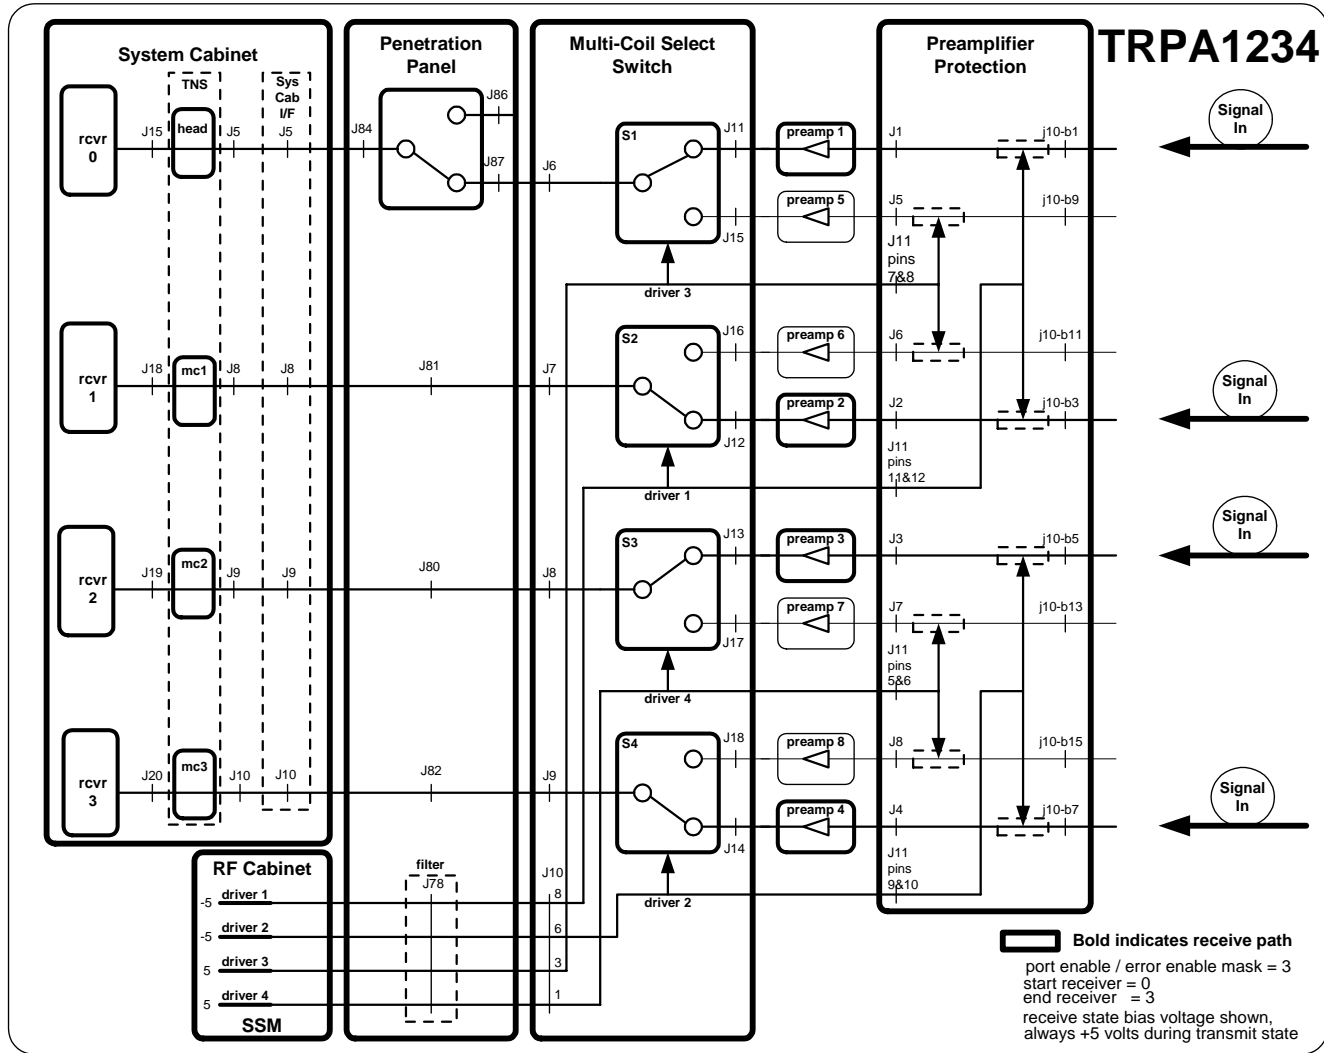 TRPA1234
System Cabinet
Penetration
Panel
Multi-Coil Select
Switch
Preamplifier
Protection
TNS
Sys
Cab
I/F
rcvr
0
J15
head
J5
J5
J84
J86
J87
J6
S1
J11
preamp 1
J1
j10-b1
Signal
In
J15
preamp 5
J5
j10-b9
J11
pins
7&8
driver 3
rcvr
1
J18
mc1
J8
J8
J81
J7
S2
J16
preamp 6
J6
j10-b11
J12
preamp 2
J2
j10-b3
Signal
In
J11
pins
11&12
driver 1
rcvr
2
J19
mc2
J9
J9
J80
J8
S3
J13
preamp 3
J3
j10-b5
Signal
In
J17
preamp 7
J7
j10-b13
J11
pins
5&6
driver 4
rcvr
3
J20
mc3
J10
J10
J82
J9
S4
J18
preamp 8
J8
j10-b15
J14
preamp 4
J4
j10-b7
Signal
In
J11
pins
9&10
driver 2
RF Cabinet
filter
J78
J10
-5 driver 1
8
-5 driver 2
6
5 driver 3
3
5 driver 4
1
SSM
Bold indicates receive path
port enable / error enable mask = 3
start receiver = 0
end receiver = 3
receive state bias voltage shown,
always +5 volts during transmit state